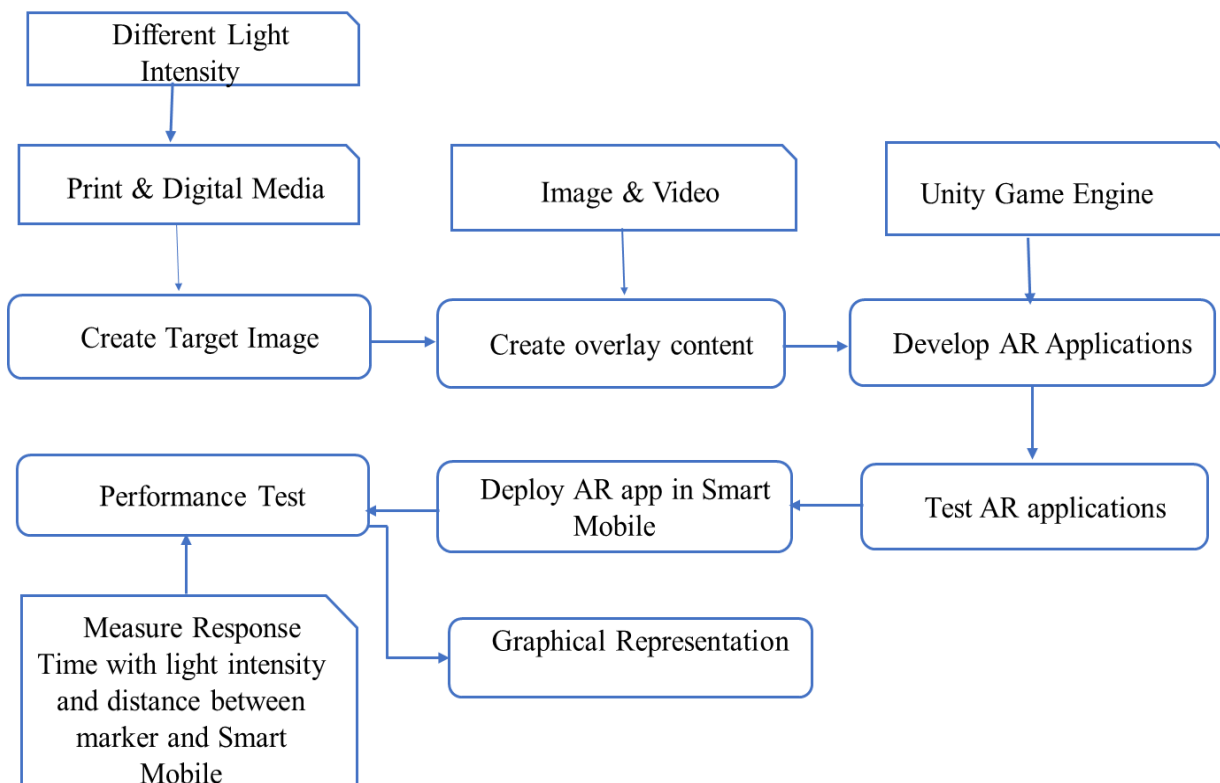 Different Light
Intensity
Print & Digital Media
Image & Video
Unity Game Engine
Create Target Image
Create overlay content
Develop AR Applications
Performance Test
Deploy AR app in Smart
Mobile
Test AR applications
Measure Response
Time with light intensity
and distance between
marker and Smart
Mobile
Graphical Representation